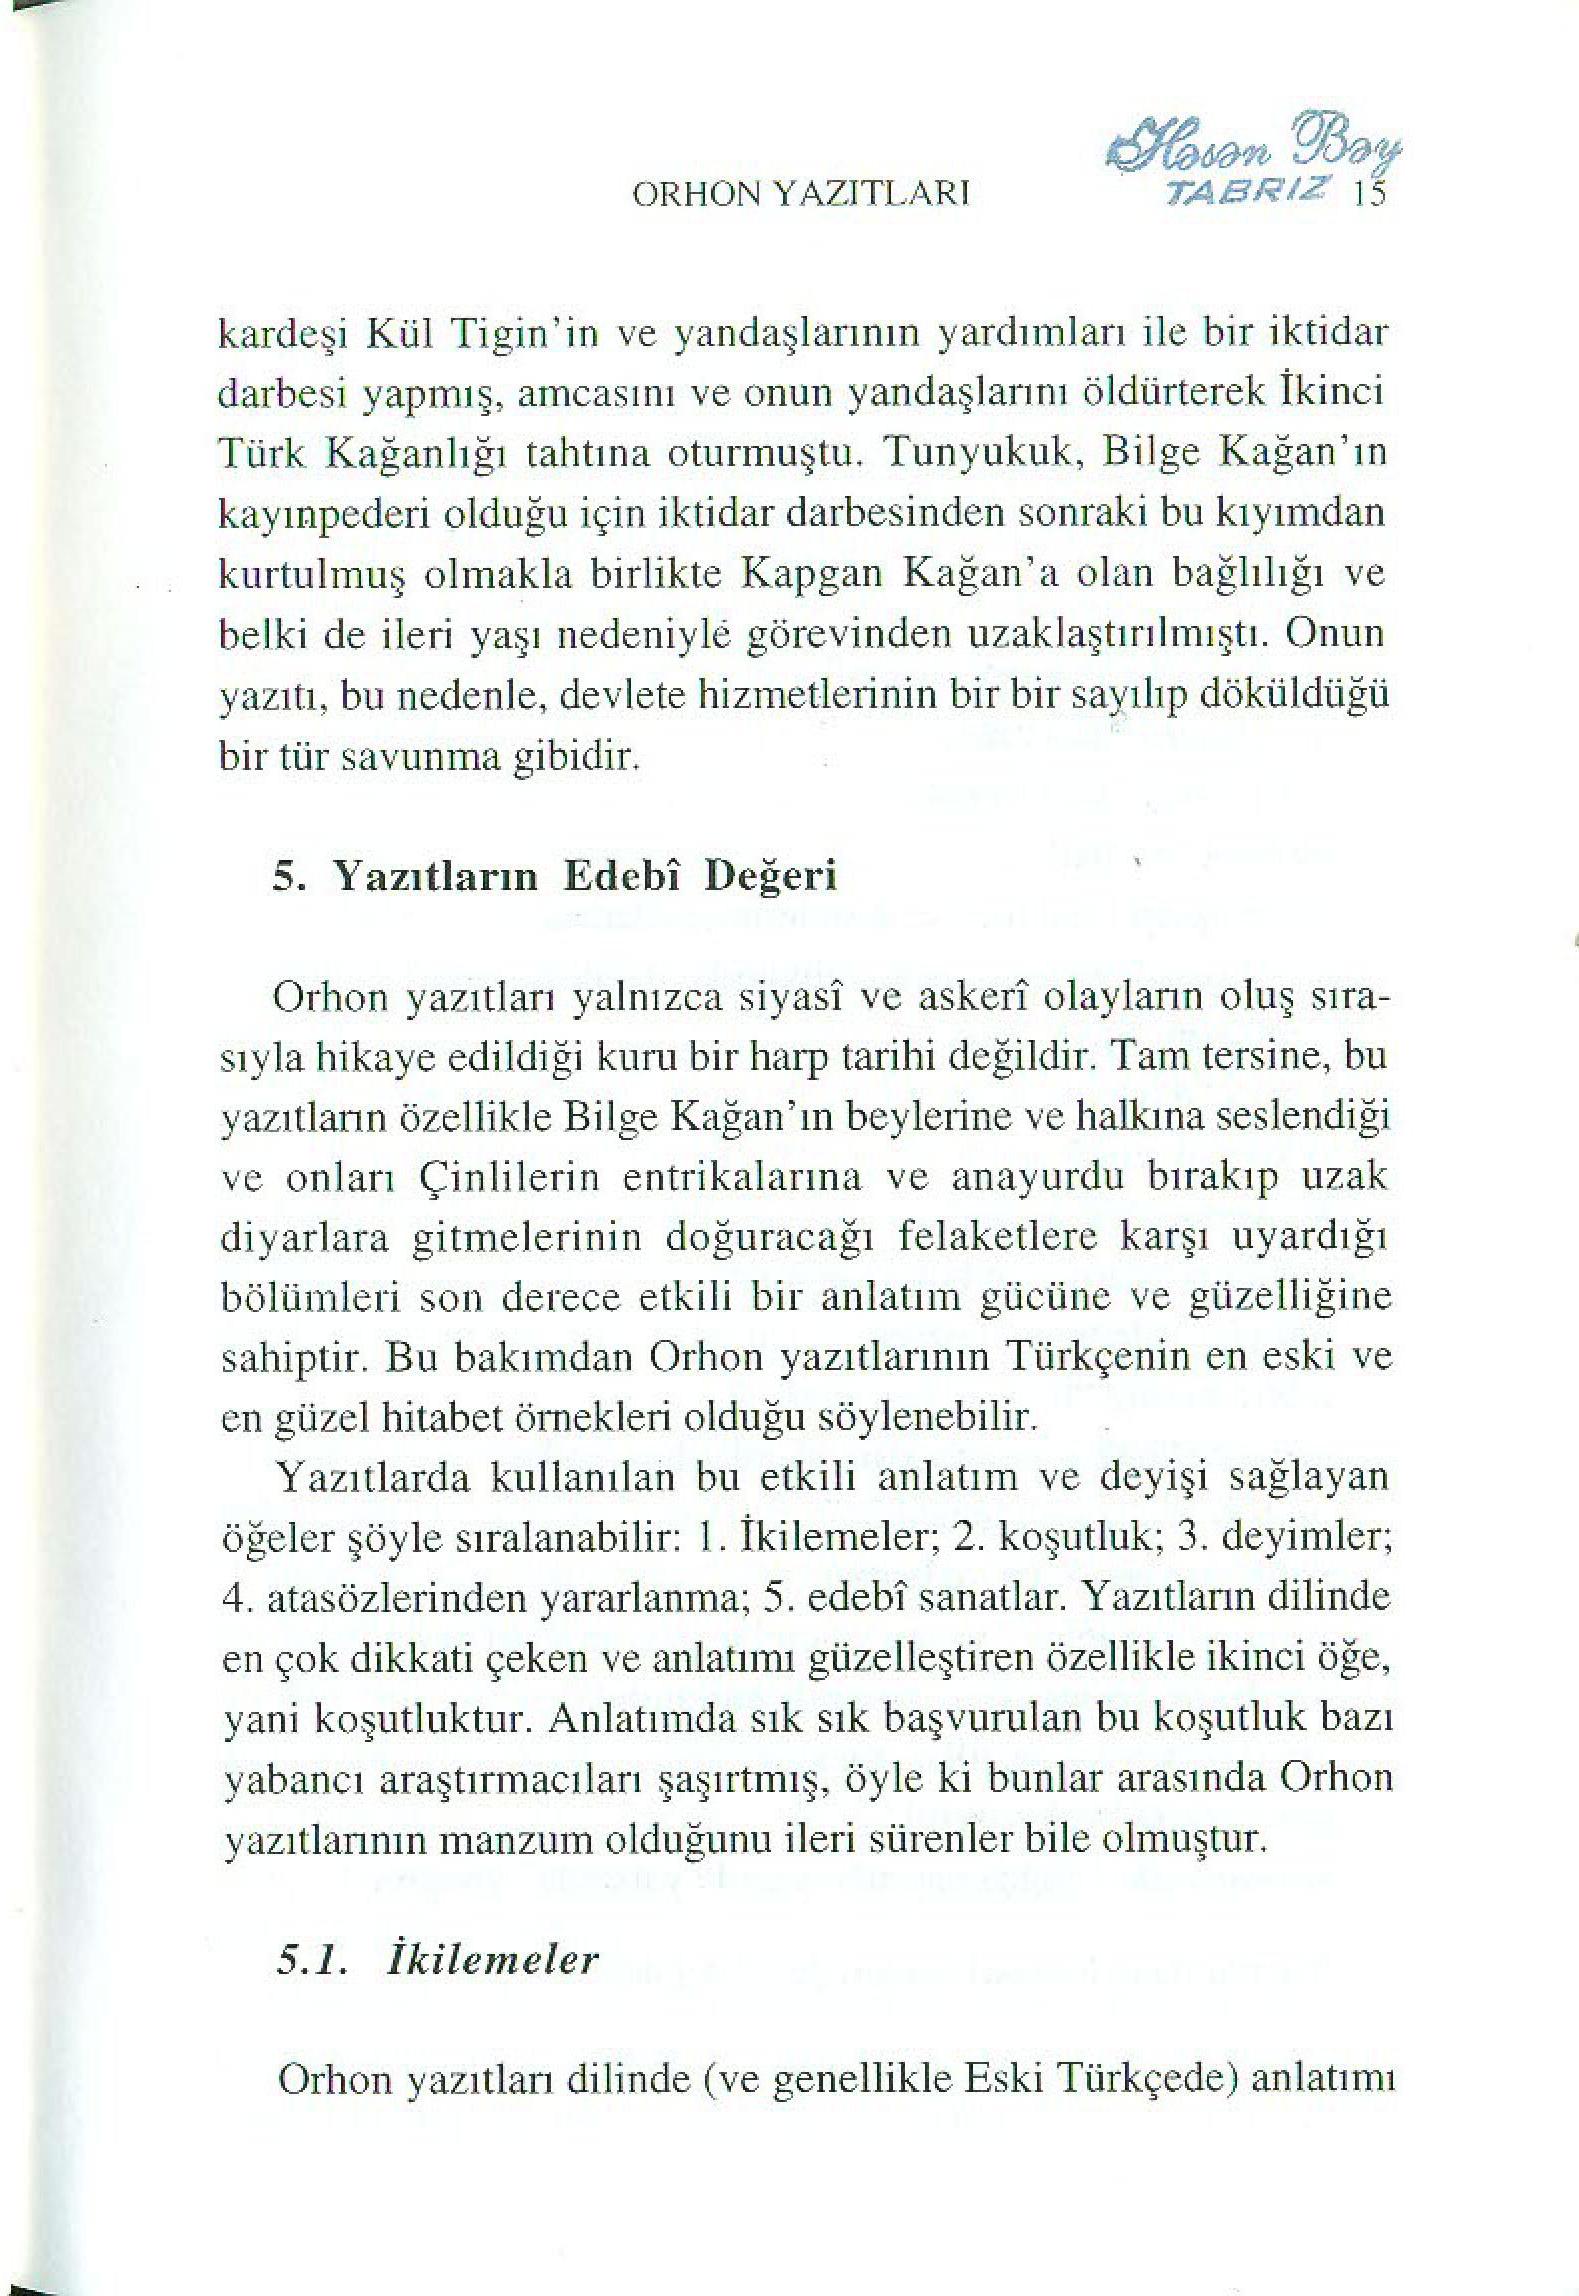 Həsən Bəy
TABRIZ
ORHON YAZITLARI 15
kardeşi Kül Tigin'in ve yandaşlarının yardımları ile bir iktidar
darbesi yapmış, amcasını ve onun yandaşlarını öldürterek İkinci
Türk Kağanlığı tahtına oturmuştu. Tunyukuk, Bilge Kağan'ın
kayınpederi olduğu için iktidar darbesinden sonraki bu kıyımdan
kurtulmuş olmakla birlikte Kapgan Kağan'a olan bağlılığı ve
belki de ileri yaşı nedeniyle görevinden uzaklaştırılmıştı. Onun
yazıtı, bu nedenle, devlete hizmetlerinin bir bir sayılıp döküldüğü
bir tür savunma gibidir.
5. Yazıtların Edebî Değeri
Orhon yazıtları yalnızca siyasî ve askerî olayların oluş sıra-
sıyla hikaye edildiği kuru bir harp tarihi değildir. Tam tersine, bu
yazıtların özellikle Bilge Kağan'ın beylerine ve halkına seslendiği
ve onları Çinlilerin entrikalarına ve anayurdu bırakıp uzak
diyarlara gitmelerinin doğuracağı felaketlere karşı uyardığı
bölümleri son derece etkili bir anlatım gücüne ve güzelliğine
sahiptir. Bu bakımdan Orhon yazıtlarının Türkçenin en eski ve
en güzel hitabet örnekleri olduğu söylenebilir.
Yazıtlarda kullanılan bu etkili anlatım ve deyişi sağlayan
öğeler şöyle sıralanabilir: 1. İkilemeler; 2. koşutluk; 3. deyimler;
4. atasözlerinden yararlanma; 5. edebî sanatlar. Yazıtların dilinde
en çok dikkati çeken ve anlatımı güzelleştiren özellikle ikinci öğe,
yani koşutluktur. Anlatımda sık sık başvurulan bu koşutluk bazı
yabancı araştırmacıları şaşırtmış, öyle ki bunlar arasında Orhon
yazıtlarının manzum olduğunu ileri sürenler bile olmuştur.
5.1. İkilemeler
Orhon yazıtları dilinde (ve genellikle Eski Türkçede) anlatımı